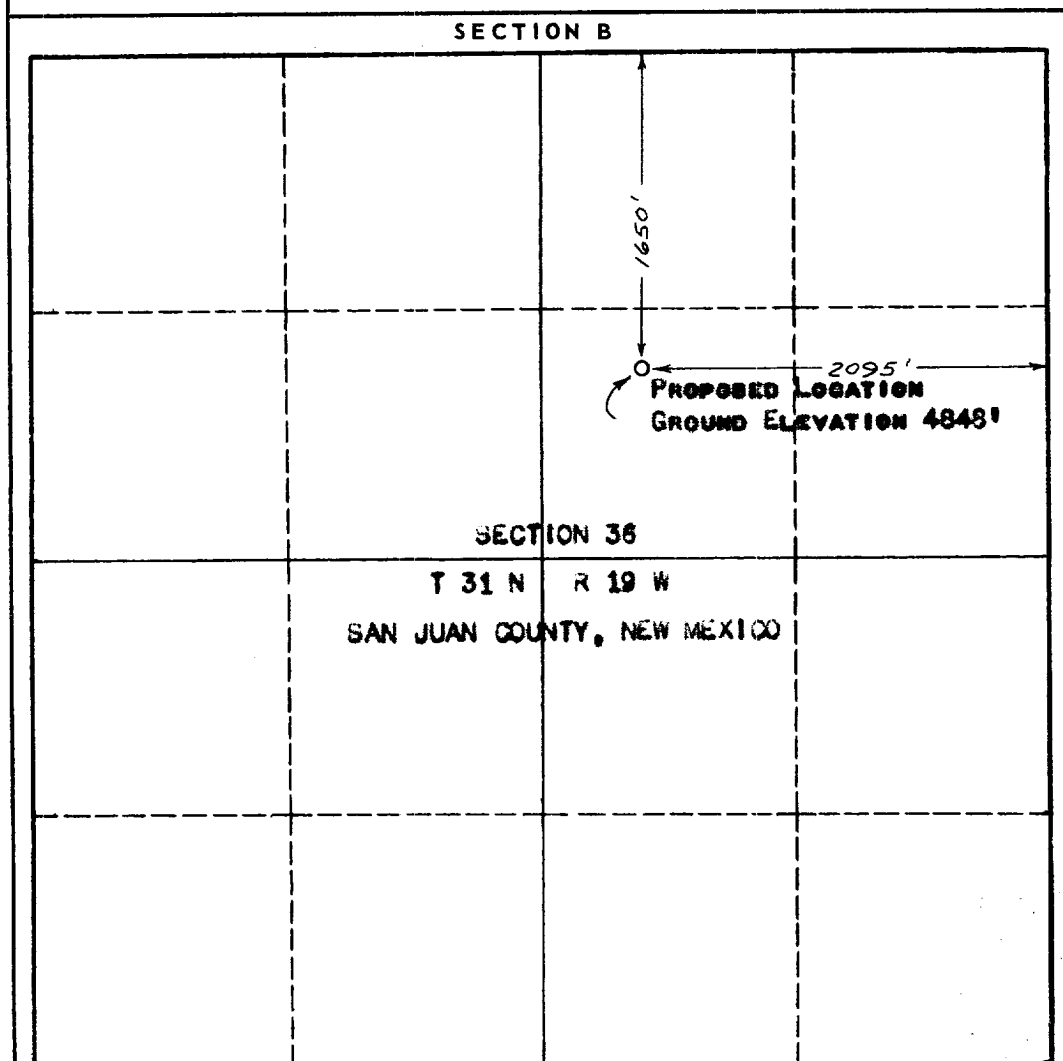 SECTION B
1650'
2095'
PROPOSED LOCATION
GROUND ELEVATION 4848'
SECTION 36
T 31 N R 19 W
SAN JUAN COUNTY, NEW MEXICO